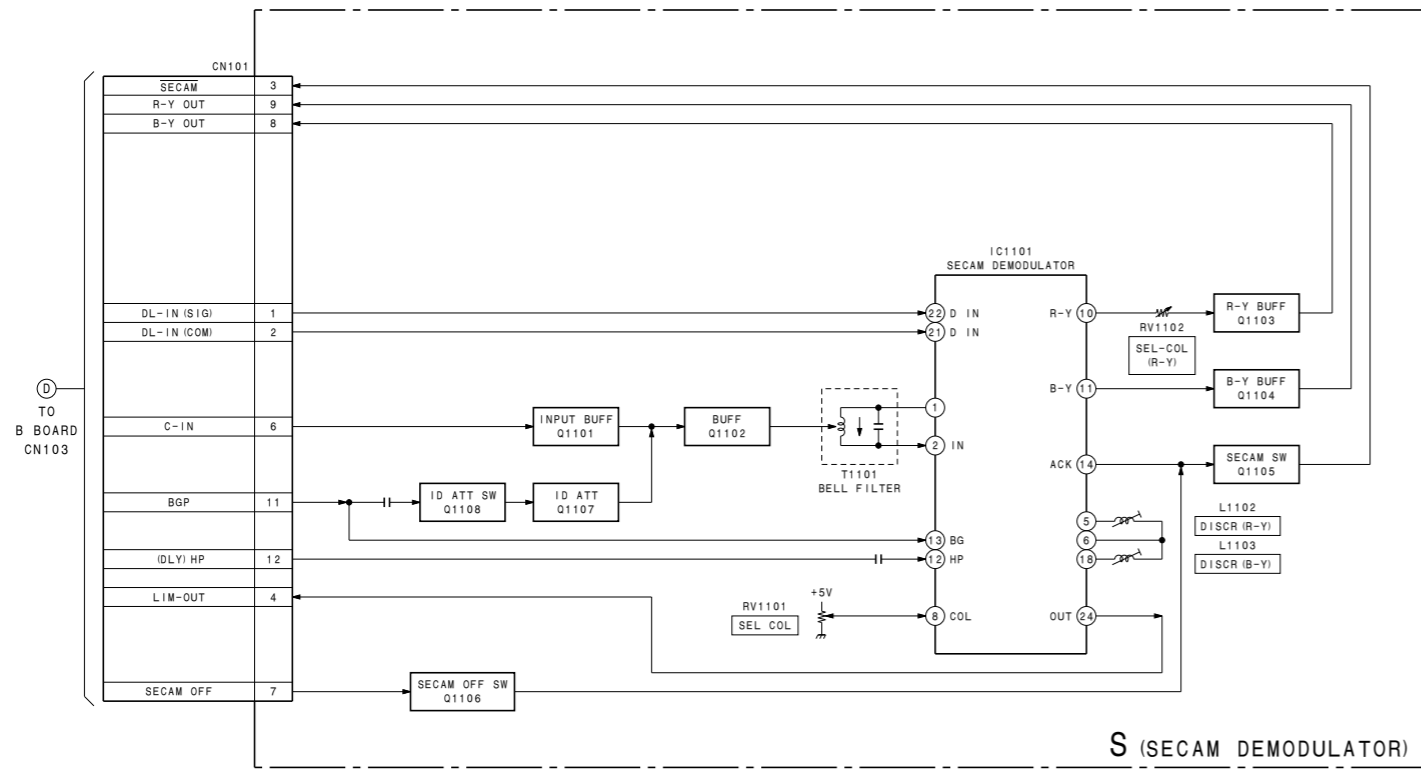 CN101
SECAM 3
R-Y OUT 9
B-Y OUT 8
DL-IN (SIG) 1
DL-IN (COM) 2
C-IN 6
BGP 11
(DLY) HP 12
LIM-OUT 4
SECAM OFF 7
D
TO
B BOARD
CN103
INPUT BUFF
Q1101
BUFF
Q1102
ID ATT SW
Q1108
ID ATT
Q1107
T1101
BELL FILTER
SECAM OFF SW
Q1106
RV1101
SEL COL
+5V
IC1101
SECAM DEMODULATOR
22 D IN
21 D IN
1
2 IN
13 BG
12 HP
8 COL
R-Y 10
B-Y 11
ACK 14
5
6
18
OUT 24
RV1102
SEL-COL
(R-Y)
R-Y BUFF
Q1103
B-Y BUFF
Q1104
SECAM SW
Q1105
L1102
DISCR (R-Y)
L1103
DISCR (B-Y)
S (SECAM DEMODULATOR)